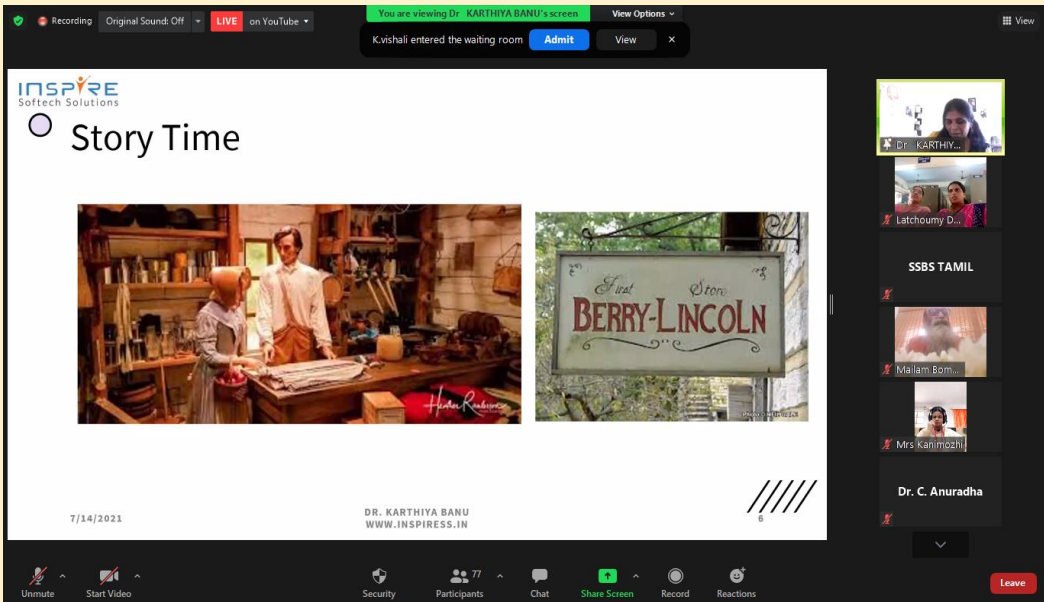 Recording
Original Sound: Off
LIVE on YouTube
You are viewing Dr KARTHIYA BANU's screen
View Options
View
K.vishali entered the waiting room
Admit
View
INSPIRE
Softech Solutions
Story Time
First Store
BERRY-LINCOLN
7/14/2021
DR. KARTHIYA BANU
WWW.INSPIRESS.IN
6
Dr KARTHIY...
Latchoumy D...
SSBS TAMIL
Mailam Bom...
Mrs Kanimozhi
Dr. C. Anuradha
Unmute
Start Video
Security
Participants
77
Chat
Share Screen
Record
Reactions
Leave